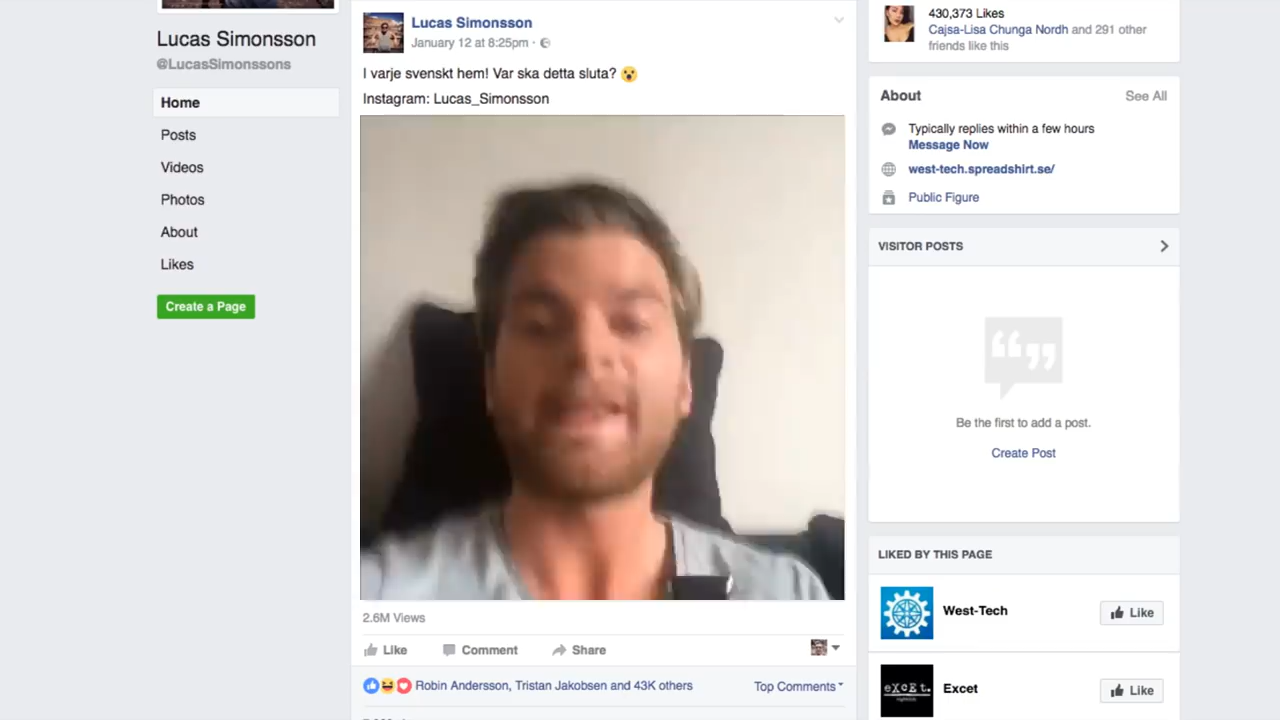 Lucas Simonsson
@LucasSimonssons
Home
Posts
Videos
Photos
About
Likes
Create a Page
Lucas Simonsson
January 12 at 8:25pm ·
I varje svenskt hem! Var ska detta sluta? 😮
Instagram: Lucas_Simonsson
2.6M Views
Like
Comment
Share
Robin Andersson, Tristan Jakobsen and 43K others
Top Comments
430,373 Likes
Cajsa-Lisa Chunga Nordh and 291 other
friends like this
About
See All
Typically replies within a few hours
Message Now
west-tech.spreadshirt.se/
Public Figure
VISITOR POSTS
Be the first to add a post.
Create Post
LIKED BY THIS PAGE
West-Tech
Like
eXCEt.
Excet
Like